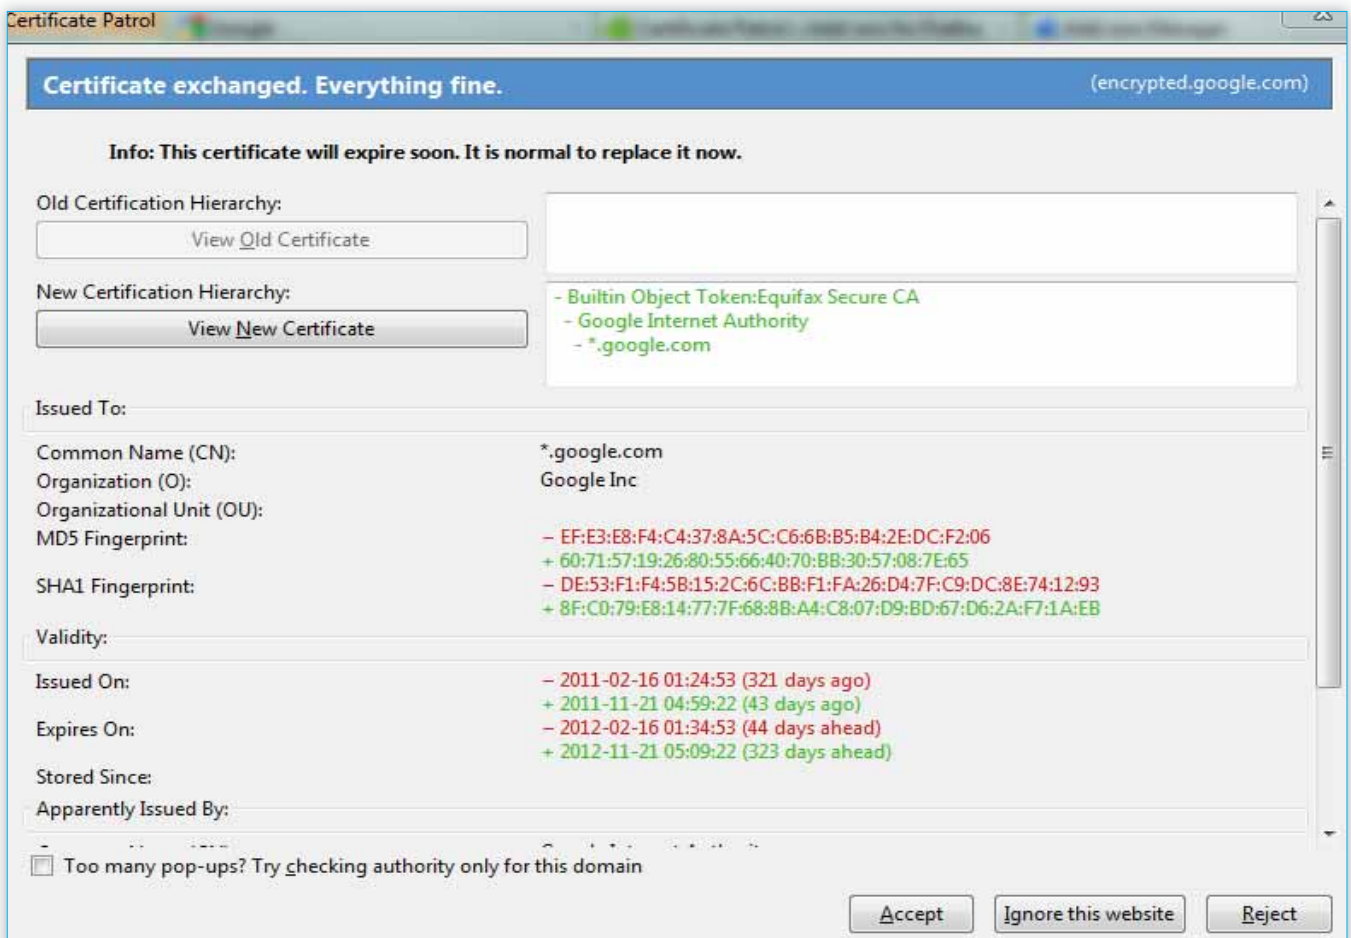 Certificate Patrol
Google
Certificate exchanged. Everything fine.
(encrypted.google.com)
Info: This certificate will expire soon. It is normal to replace it now.
Old Certification Hierarchy:
View Old Certificate
New Certification Hierarchy:
View New Certificate
- Builtin Object Token:Equifax Secure CA
- Google Internet Authority
- *.google.com
Issued To:
Common Name (CN): *.google.com
Organization (O): Google Inc
Organizational Unit (OU):
MD5 Fingerprint: – EF:E3:E8:F4:C4:37:8A:5C:C6:6B:B5:B4:2E:DC:F2:06
+ 60:71:57:19:26:80:55:66:40:70:BB:30:57:08:7E:65
SHA1 Fingerprint: – DE:53:F1:F4:5B:15:2C:6C:BB:F1:FA:26:D4:7F:C9:DC:8E:74:12:93
+ 8F:C0:79:E8:14:77:7F:68:8B:A4:C8:07:D9:BD:67:D6:2A:F7:1A:EB
Validity:
Issued On: – 2011-02-16 01:24:53 (321 days ago)
+ 2011-11-21 04:59:22 (43 days ago)
Expires On: – 2012-02-16 01:34:53 (44 days ahead)
+ 2012-11-21 05:09:22 (323 days ahead)
Stored Since:
Apparently Issued By:
Too many pop-ups? Try checking authority only for this domain
Accept
Ignore this website
Reject